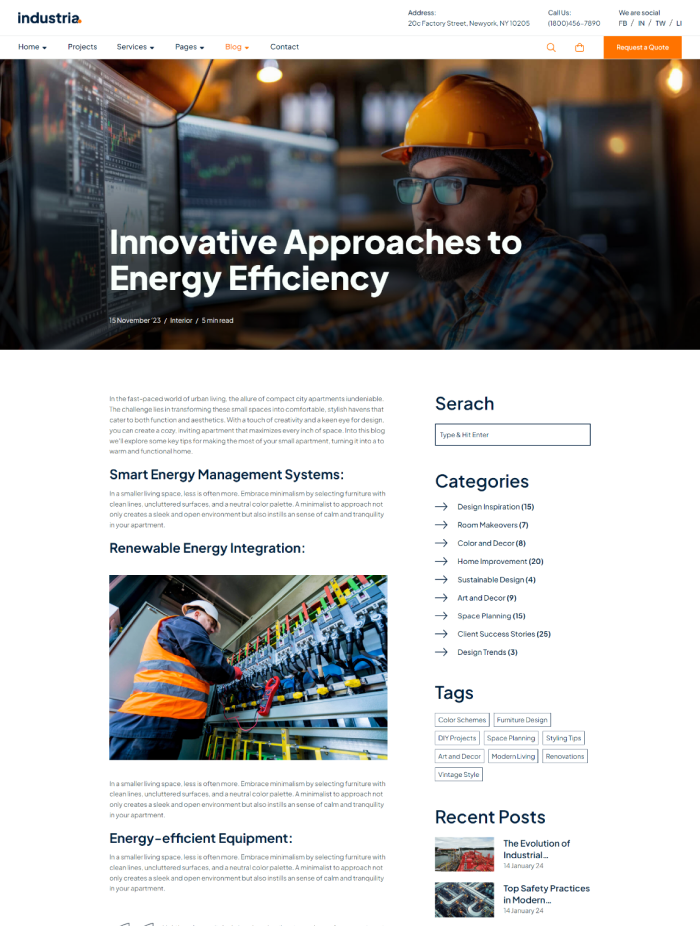 industria.
Address:
20c Factory Street, Newyork, NY 10205
Call Us:
(1800)456-7890
We are social
FB / IN / TW / LI
Home
Projects
Services
Pages
Blog
Contact
Request a Quote
Innovative Approaches to
Energy Efficiency
15 November '23 / Interior / 5 min read
In the fast-paced world of urban living, the allure of compact city apartments undeniable.
The challenge lies in transforming these small spaces into comfortable, stylish havens that
cater to both function and aesthetics. With a touch of creativity and a keen eye for design,
you can create a cozy, inviting apartment that maximizes every inch of space. Into this blog
we'll explore some key tips for making the most of your small apartment, turning it into a to
warm and functional home.
Smart Energy Management Systems:
In a smaller living space, less is often more. Embrace minimalism by selecting furniture with
clean lines, uncluttered surfaces, and a neutral color palette. A minimalist to approach not
only creates a sleek and open environment but also instills an sense of calm and tranquility
in your apartment.
Renewable Energy Integration:
In a smaller living space, less is often more. Embrace minimalism by selecting furniture with
clean lines, uncluttered surfaces, and a neutral color palette. A minimalist to approach not
only creates a sleek and open environment but also instills an sense of calm and tranquility
in your apartment.
Energy-efficient Equipment:
In a smaller living space, less is often more. Embrace minimalism by selecting furniture with
clean lines, uncluttered surfaces, and a neutral color palette. A minimalist to approach not
only creates a sleek and open environment but also instills an sense of calm and tranquility
in your apartment.
Serach
Type & Hit Enter
Categories
Design Inspiration (15)
Room Makeovers (7)
Color and Decor (8)
Home Improvement (20)
Sustainable Design (4)
Art and Decor (9)
Space Planning (15)
Client Success Stories (25)
Design Trends (3)
Tags
Color Schemes
Furniture Design
DIY Projects
Space Planning
Styling Tips
Art and Decor
Modern Living
Renovations
Vintage Style
Recent Posts
The Evolution of
Industrial...
14 January 24
Top Safety Practices
in Modern...
14 January 24